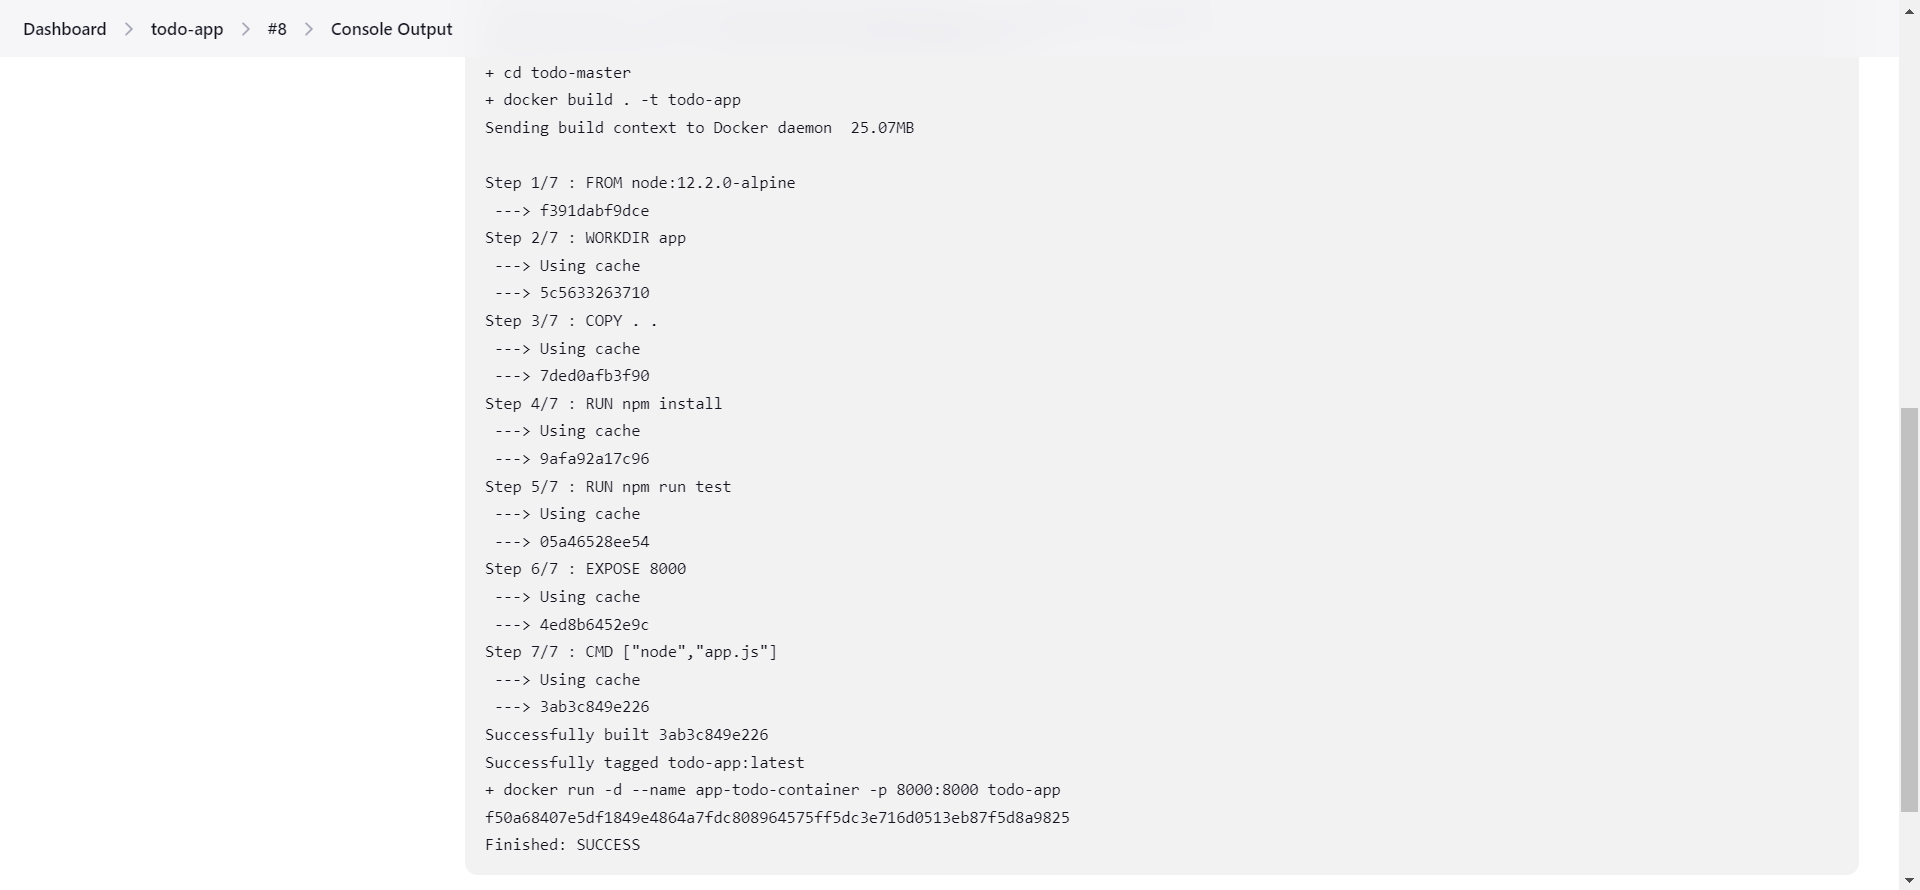 Dashboard > todo-app > #8 > Console Output
+ cd todo-master
+ docker build . -t todo-app
Sending build context to Docker daemon  25.07MB
Step 1/7 : FROM node:12.2.0-alpine
 ---> f391dabf9dce
Step 2/7 : WORKDIR app
 ---> Using cache
 ---> 5c5633263710
Step 3/7 : COPY . .
 ---> Using cache
 ---> 7ded0afb3f90
Step 4/7 : RUN npm install
 ---> Using cache
 ---> 9afa92a17c96
Step 5/7 : RUN npm run test
 ---> Using cache
 ---> 05a46528ee54
Step 6/7 : EXPOSE 8000
 ---> Using cache
 ---> 4ed8b6452e9c
Step 7/7 : CMD ["node","app.js"]
 ---> Using cache
 ---> 3ab3c849e226
Successfully built 3ab3c849e226
Successfully tagged todo-app:latest
+ docker run -d --name app-todo-container -p 8000:8000 todo-app
f50a68407e5df1849e4864a7fdc808964575ff5dc3e716d0513eb87f5d8a9825
Finished: SUCCESS